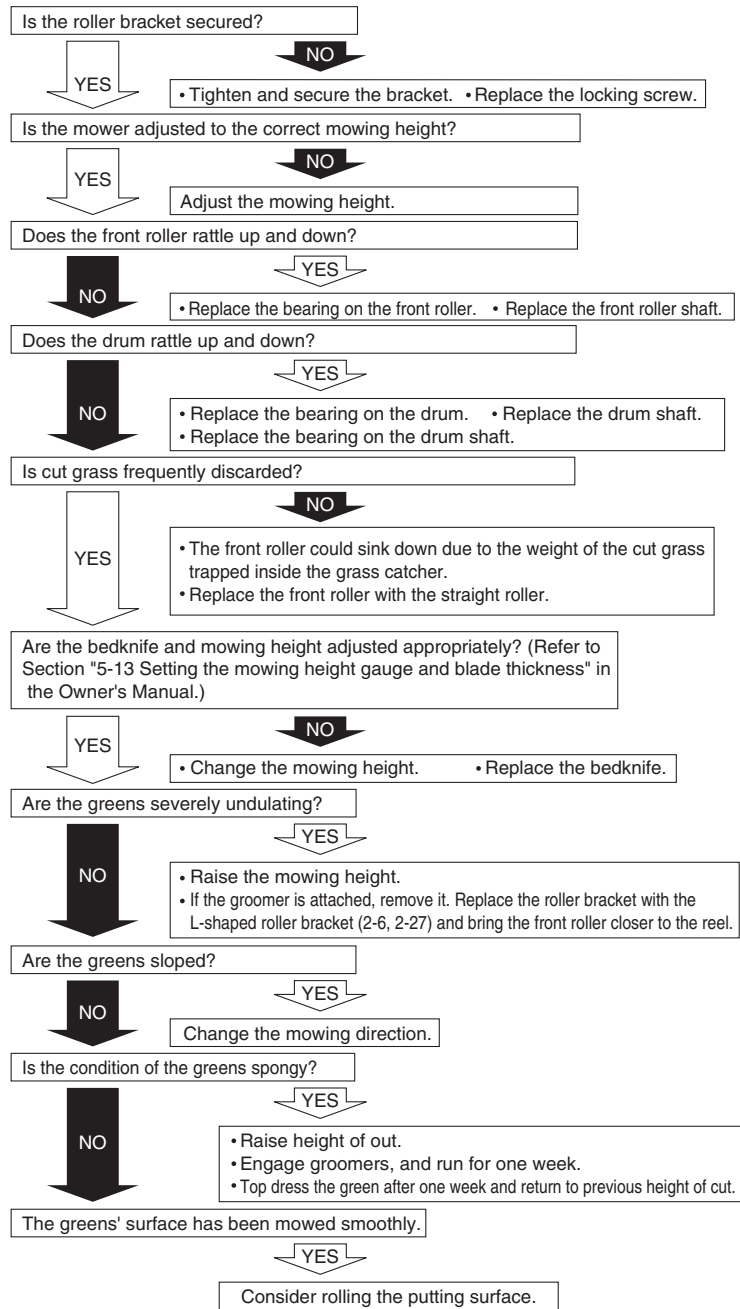 Is the roller bracket secured?
NO
YES
• Tighten and secure the bracket. • Replace the locking screw.
Is the mower adjusted to the correct mowing height?
NO
YES
Adjust the mowing height.
Does the front roller rattle up and down?
YES
NO
• Replace the bearing on the front roller. • Replace the front roller shaft.
Does the drum rattle up and down?
YES
NO
• Replace the bearing on the drum. • Replace the drum shaft.
• Replace the bearing on the drum shaft.
Is cut grass frequently discarded?
NO
YES
• The front roller could sink down due to the weight of the cut grass
trapped inside the grass catcher.
• Replace the front roller with the straight roller.
Are the bedknife and mowing height adjusted appropriately? (Refer to
Section "5-13 Setting the mowing height gauge and blade thickness" in
the Owner's Manual.)
NO
YES
• Change the mowing height. • Replace the bedknife.
Are the greens severely undulating?
YES
NO
• Raise the mowing height.
• If the groomer is attached, remove it. Replace the roller bracket with the
L-shaped roller bracket (2-6, 2-27) and bring the front roller closer to the reel.
Are the greens sloped?
YES
NO
Change the mowing direction.
Is the condition of the greens spongy?
YES
NO
• Raise height of out.
• Engage groomers, and run for one week.
• Top dress the green after one week and return to previous height of cut.
The greens' surface has been mowed smoothly.
YES
Consider rolling the putting surface.